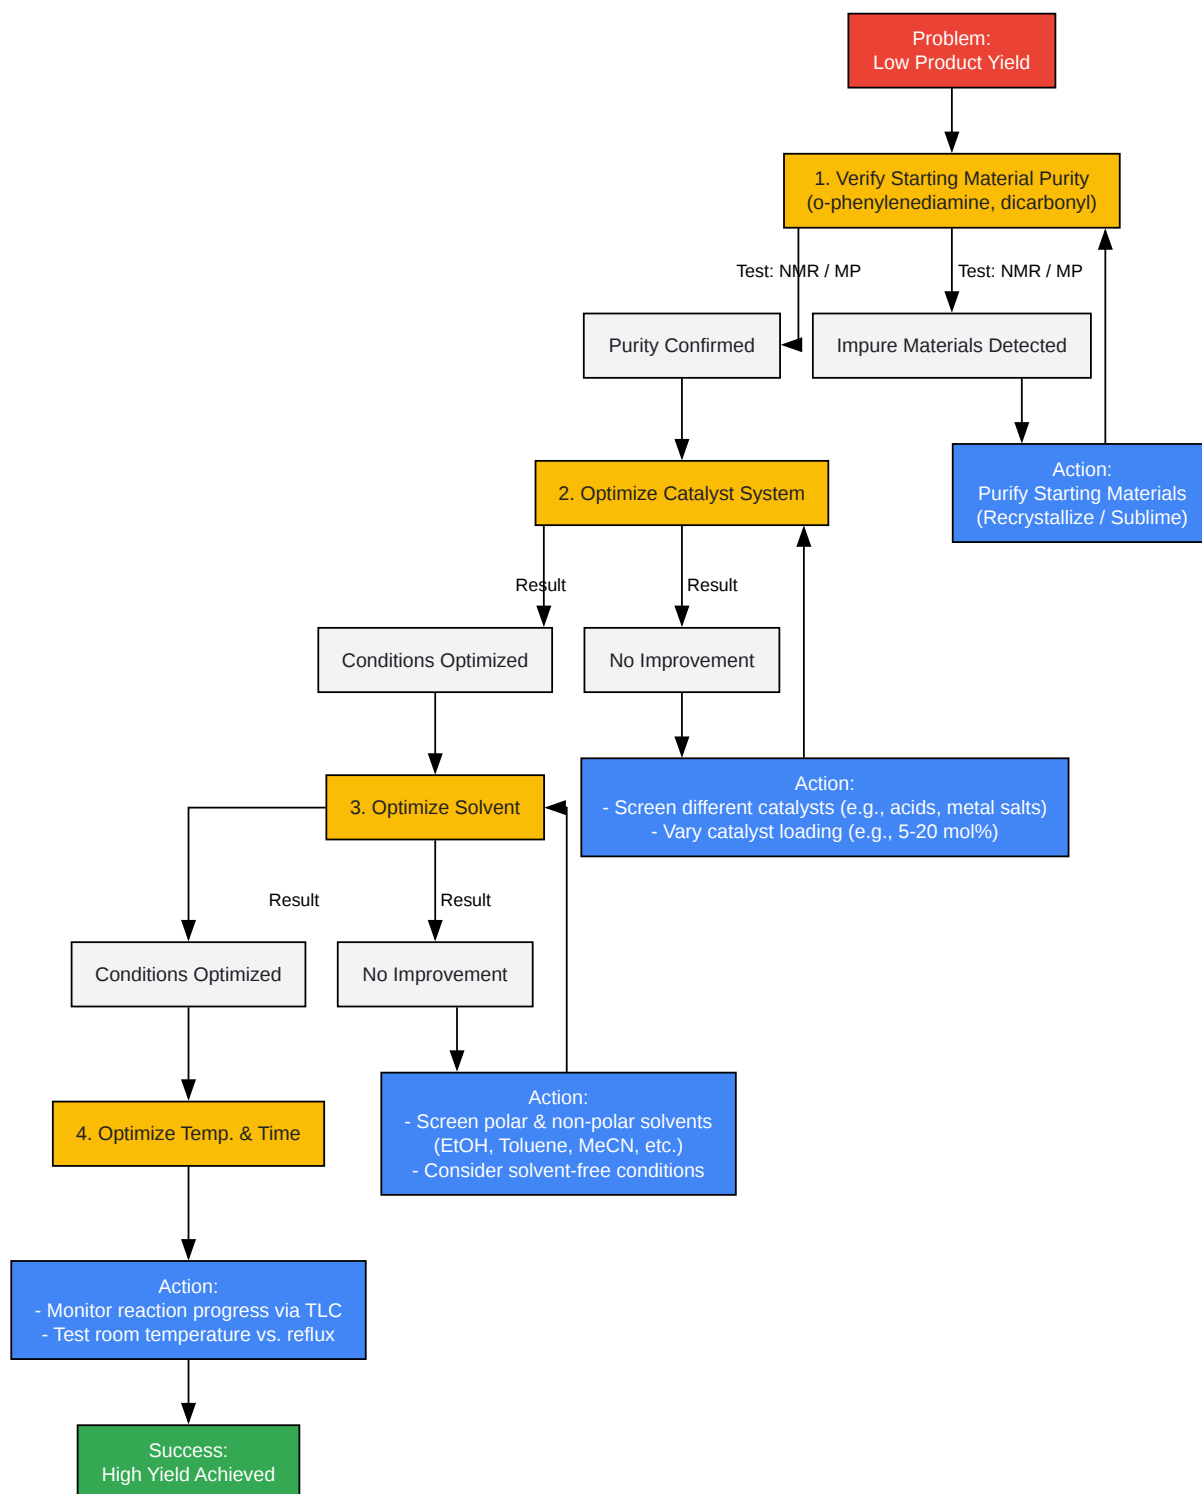 Problem:
Low Product Yield
1. Verify Starting Material Purity
(o-phenylenediamine, dicarbonyl)
Test: NMR / MP
Test: NMR / MP
Purity Confirmed
Impure Materials Detected
Action:
Purify Starting Materials
(Recrystallize / Sublime)
2. Optimize Catalyst System
Result
Result
Conditions Optimized
No Improvement
Action:
- Screen different catalysts (e.g., acids, metal salts)
- Vary catalyst loading (e.g., 5-20 mol%)
3. Optimize Solvent
Result
Result
Conditions Optimized
No Improvement
Action:
- Screen polar & non-polar solvents
(EtOH, Toluene, MeCN, etc.)
- Consider solvent-free conditions
4. Optimize Temp. & Time
Action:
- Monitor reaction progress via TLC
- Test room temperature vs. reflux
Success:
High Yield Achieved